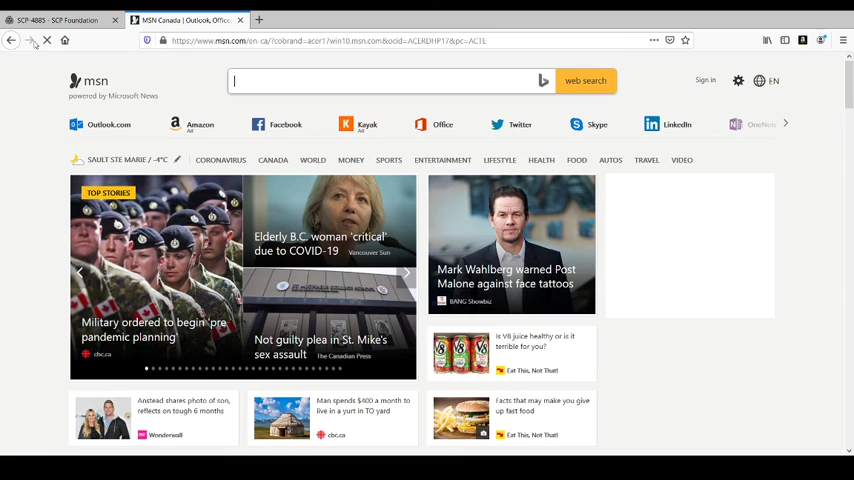 SCP-4885 - SCP Foundation
MSN Canada | Outlook, Office,
https://www.msn.com/en-ca/?cobrand=acer17win10.msn.com&ocid=ACERDHP17&pc=ACTE
msn
powered by Microsoft News
web search
Sign in
EN
Outlook.com
Amazon
Ad
Facebook
Kayak
Ad
Office
Twitter
Skype
LinkedIn
OneNote
SAULT STE MARIE / -4°C
CORONAVIRUS
CANADA
WORLD
MONEY
SPORTS
ENTERTAINMENT
LIFESTYLE
HEALTH
FOOD
AUTOS
TRAVEL
VIDEO
TOP STORIES
Military ordered to begin 'pre
pandemic planning'
cbc.ca
Elderly B.C. woman 'critical'
due to COVID-19 Vancouver Sun
Not guilty plea in St. Mike's
sex assault The Canadian Press
Mark Wahlberg warned Post
Malone against face tattoos
BANG Showbiz
Is V8 juice healthy or is it
terrible for you?
Eat This, Not That!
Anstead shares photo of son,
reflects on tough 6 months
Wonderwall
Man spends $400 a month to
live in a yurt in TO yard
cbc.ca
Facts that may make you give
up fast food
Eat This, Not That!